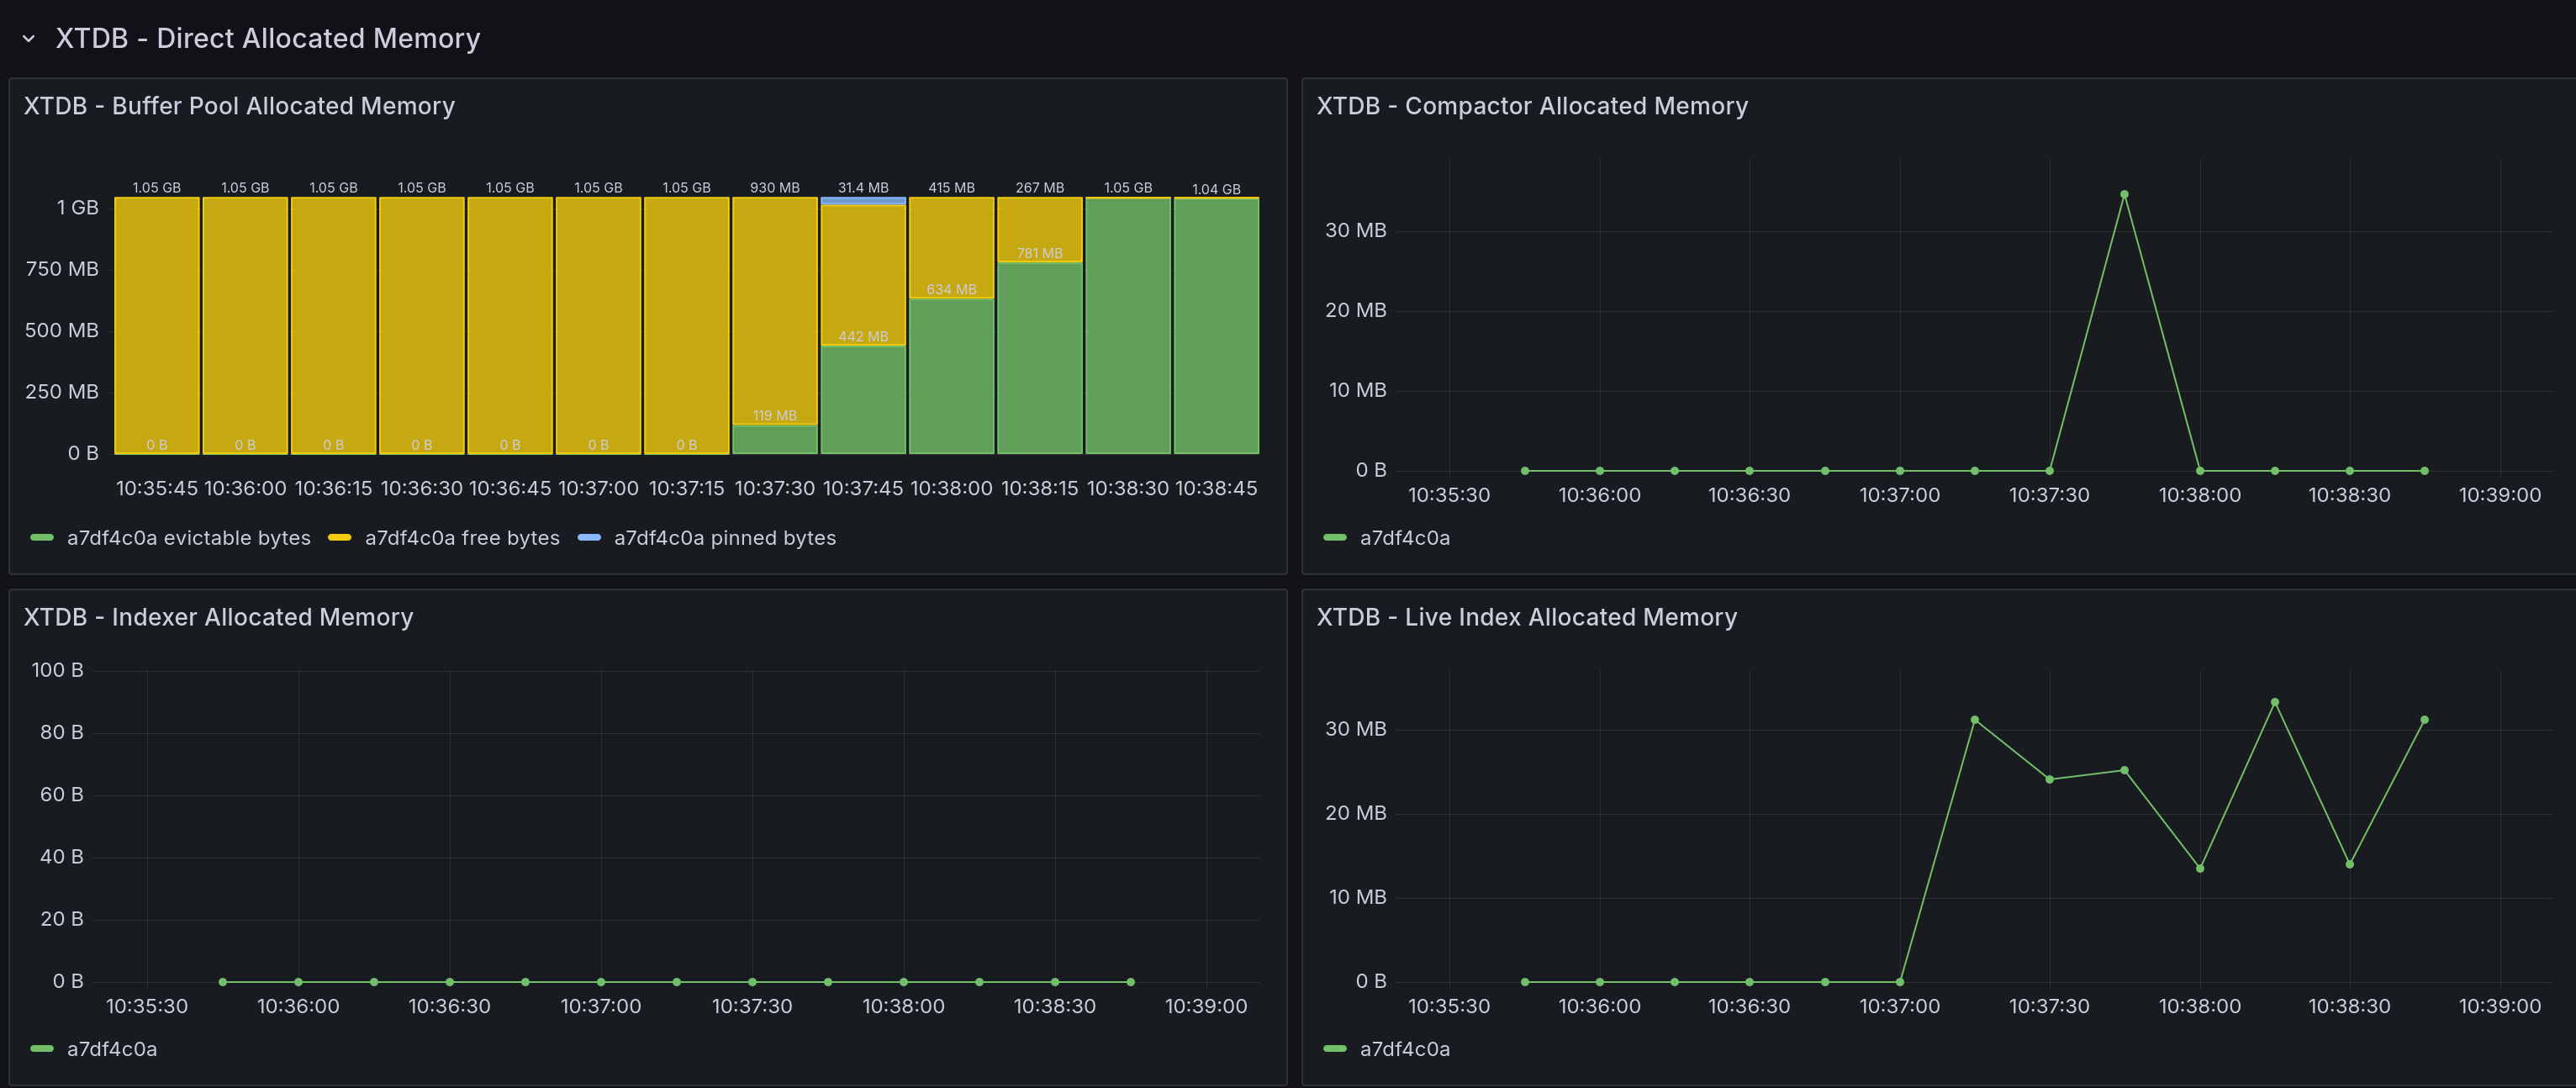 XTDB - Direct Allocated Memory
XTDB - Buffer Pool Allocated Memory
1.05 GB 1.05 GB 1.05 GB 1.05 GB 1.05 GB 1.05 GB 1.05 GB 930 MB 31.4 MB 415 MB 267 MB 1.05 GB 1.04 GB
1 GB
781 MB
750 MB
634 MB
500 MB
442 MB
250 MB
119 MB
0 B 0 B 0 B 0 B 0 B 0 B 0 B
0 B
10:35:45 10:36:00 10:36:15 10:36:30 10:36:45 10:37:00 10:37:15 10:37:30 10:37:45 10:38:00 10:38:15 10:38:30 10:38:45
a7df4c0a evictable bytes a7df4c0a free bytes a7df4c0a pinned bytes
XTDB - Compactor Allocated Memory
30 MB
20 MB
10 MB
0 B
10:35:30 10:36:00 10:36:30 10:37:00 10:37:30 10:38:00 10:38:30 10:39:00
a7df4c0a
XTDB - Indexer Allocated Memory
100 B
80 B
60 B
40 B
20 B
0 B
10:35:30 10:36:00 10:36:30 10:37:00 10:37:30 10:38:00 10:38:30 10:39:00
a7df4c0a
XTDB - Live Index Allocated Memory
30 MB
20 MB
10 MB
0 B
10:35:30 10:36:00 10:36:30 10:37:00 10:37:30 10:38:00 10:38:30 10:39:00
a7df4c0a